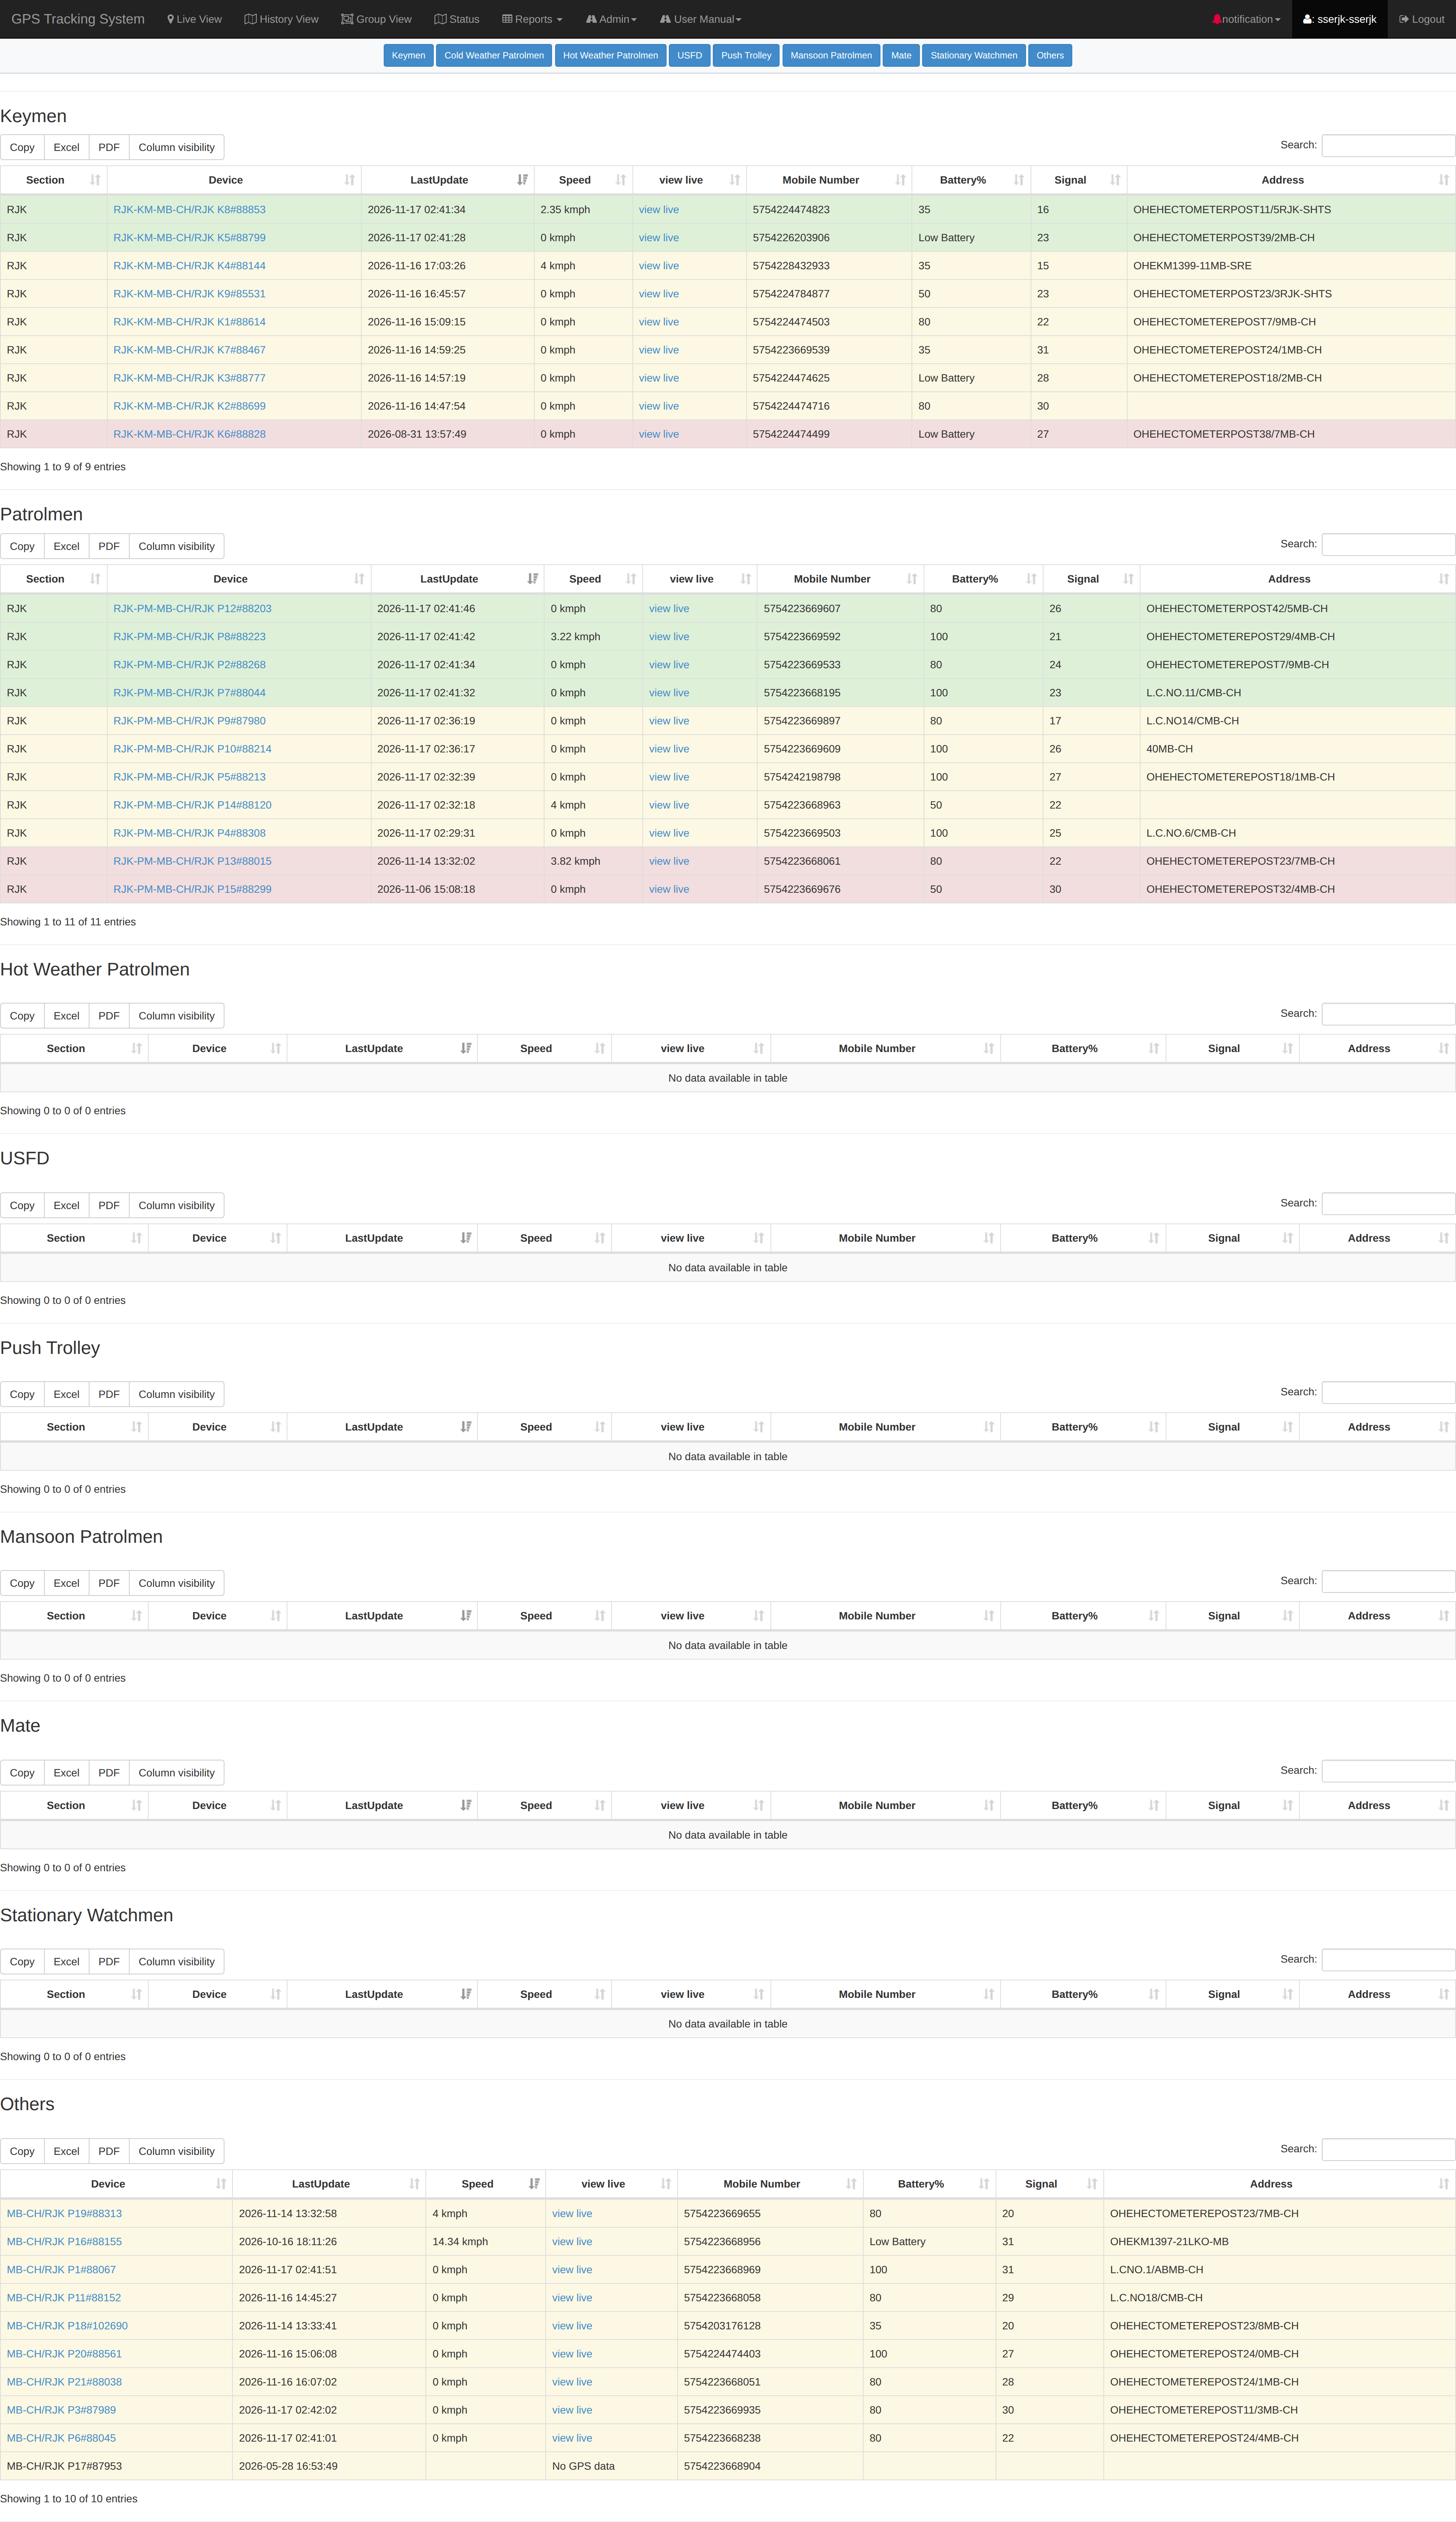 GPS Tracking System Live View History View Group View Status Reports Admin User Manual notification : sserjk-sserjk Logout
Keymen Cold Weather Patrolmen Hot Weather Patrolmen USFD Push Trolley Mansoon Patrolmen Mate Stationary Watchmen Others
Keymen
Copy Excel PDF Column visibility Search:
Section Device LastUpdate Speed view live Mobile Number Battery% Signal Address
RJK RJK-KM-MB-CH/RJK K8#88853 2026-11-17 02:41:34 2.35 kmph view live 5754224474823 35 16 OHEHECTOMETERPOST11/5RJK-SHTS
RJK RJK-KM-MB-CH/RJK K5#88799 2026-11-17 02:41:28 0 kmph view live 5754226203906 Low Battery 23 OHEHECTOMETERPOST39/2MB-CH
RJK RJK-KM-MB-CH/RJK K4#88144 2026-11-16 17:03:26 4 kmph view live 5754228432933 35 15 OHEKM1399-11MB-SRE
RJK RJK-KM-MB-CH/RJK K9#85531 2026-11-16 16:45:57 0 kmph view live 5754224784877 50 23 OHEHECTOMETERPOST23/3RJK-SHTS
RJK RJK-KM-MB-CH/RJK K1#88614 2026-11-16 15:09:15 0 kmph view live 5754224474503 80 22 OHEHECTOMETEREPOST7/9MB-CH
RJK RJK-KM-MB-CH/RJK K7#88467 2026-11-16 14:59:25 0 kmph view live 5754223669539 35 31 OHEHECTOMETEREPOST24/1MB-CH
RJK RJK-KM-MB-CH/RJK K3#88777 2026-11-16 14:57:19 0 kmph view live 5754224474625 Low Battery 28 OHEHECTOMETEREPOST18/2MB-CH
RJK RJK-KM-MB-CH/RJK K2#88699 2026-11-16 14:47:54 0 kmph view live 5754224474716 80 30
RJK RJK-KM-MB-CH/RJK K6#88828 2026-08-31 13:57:49 0 kmph view live 5754224474499 Low Battery 27 OHEHECTOMETERPOST38/7MB-CH
Showing 1 to 9 of 9 entries
Patrolmen
Copy Excel PDF Column visibility Search:
Section Device LastUpdate Speed view live Mobile Number Battery% Signal Address
RJK RJK-PM-MB-CH/RJK P12#88203 2026-11-17 02:41:46 0 kmph view live 5754223669607 80 26 OHEHECTOMETERPOST42/5MB-CH
RJK RJK-PM-MB-CH/RJK P8#88223 2026-11-17 02:41:42 3.22 kmph view live 5754223669592 100 21 OHEHECTOMETEREPOST29/4MB-CH
RJK RJK-PM-MB-CH/RJK P2#88268 2026-11-17 02:41:34 0 kmph view live 5754223669533 80 24 OHEHECTOMETEREPOST7/9MB-CH
RJK RJK-PM-MB-CH/RJK P7#88044 2026-11-17 02:41:32 0 kmph view live 5754223668195 100 23 L.C.NO.11/CMB-CH
RJK RJK-PM-MB-CH/RJK P9#87980 2026-11-17 02:36:19 0 kmph view live 5754223669897 80 17 L.C.NO14/CMB-CH
RJK RJK-PM-MB-CH/RJK P10#88214 2026-11-17 02:36:17 0 kmph view live 5754223669609 100 26 40MB-CH
RJK RJK-PM-MB-CH/RJK P5#88213 2026-11-17 02:32:39 0 kmph view live 5754242198798 100 27 OHEHECTOMETEREPOST18/1MB-CH
RJK RJK-PM-MB-CH/RJK P14#88120 2026-11-17 02:32:18 4 kmph view live 5754223668963 50 22
RJK RJK-PM-MB-CH/RJK P4#88308 2026-11-17 02:29:31 0 kmph view live 5754223669503 100 25 L.C.NO.6/CMB-CH
RJK RJK-PM-MB-CH/RJK P13#88015 2026-11-14 13:32:02 3.82 kmph view live 5754223668061 80 22 OHEHECTOMETEREPOST23/7MB-CH
RJK RJK-PM-MB-CH/RJK P15#88299 2026-11-06 15:08:18 0 kmph view live 5754223669676 50 30 OHEHECTOMETEREPOST32/4MB-CH
Showing 1 to 11 of 11 entries
Hot Weather Patrolmen
Copy Excel PDF Column visibility Search:
Section Device LastUpdate Speed view live Mobile Number Battery% Signal Address
No data available in table
Showing 0 to 0 of 0 entries
USFD
Copy Excel PDF Column visibility Search:
Section Device LastUpdate Speed view live Mobile Number Battery% Signal Address
No data available in table
Showing 0 to 0 of 0 entries
Push Trolley
Copy Excel PDF Column visibility Search:
Section Device LastUpdate Speed view live Mobile Number Battery% Signal Address
No data available in table
Showing 0 to 0 of 0 entries
Mansoon Patrolmen
Copy Excel PDF Column visibility Search:
Section Device LastUpdate Speed view live Mobile Number Battery% Signal Address
No data available in table
Showing 0 to 0 of 0 entries
Mate
Copy Excel PDF Column visibility Search:
Section Device LastUpdate Speed view live Mobile Number Battery% Signal Address
No data available in table
Showing 0 to 0 of 0 entries
Stationary Watchmen
Copy Excel PDF Column visibility Search:
Section Device LastUpdate Speed view live Mobile Number Battery% Signal Address
No data available in table
Showing 0 to 0 of 0 entries
Others
Copy Excel PDF Column visibility Search:
Device LastUpdate Speed view live Mobile Number Battery% Signal Address
MB-CH/RJK P19#88313 2026-11-14 13:32:58 4 kmph view live 5754223669655 80 20 OHEHECTOMETEREPOST23/7MB-CH
MB-CH/RJK P16#88155 2026-10-16 18:11:26 14.34 kmph view live 5754223668956 Low Battery 31 OHEKM1397-21LKO-MB
MB-CH/RJK P1#88067 2026-11-17 02:41:51 0 kmph view live 5754223668969 100 31 L.CNO.1/ABMB-CH
MB-CH/RJK P11#88152 2026-11-16 14:45:27 0 kmph view live 5754223668058 80 29 L.C.NO18/CMB-CH
MB-CH/RJK P18#102690 2026-11-14 13:33:41 0 kmph view live 5754203176128 35 20 OHEHECTOMETEREPOST23/8MB-CH
MB-CH/RJK P20#88561 2026-11-16 15:06:08 0 kmph view live 5754224474403 100 27 OHEHECTOMETEREPOST24/0MB-CH
MB-CH/RJK P21#88038 2026-11-16 16:07:02 0 kmph view live 5754223668051 80 28 OHEHECTOMETEREPOST24/1MB-CH
MB-CH/RJK P3#87989 2026-11-17 02:42:02 0 kmph view live 5754223669935 80 30 OHEHECTOMETEREPOST11/3MB-CH
MB-CH/RJK P6#88045 2026-11-17 02:41:01 0 kmph view live 5754223668238 80 22 OHEHECTOMETEREPOST24/4MB-CH
MB-CH/RJK P17#87953 2026-05-28 16:53:49 No GPS data 5754223668904
Showing 1 to 10 of 10 entries